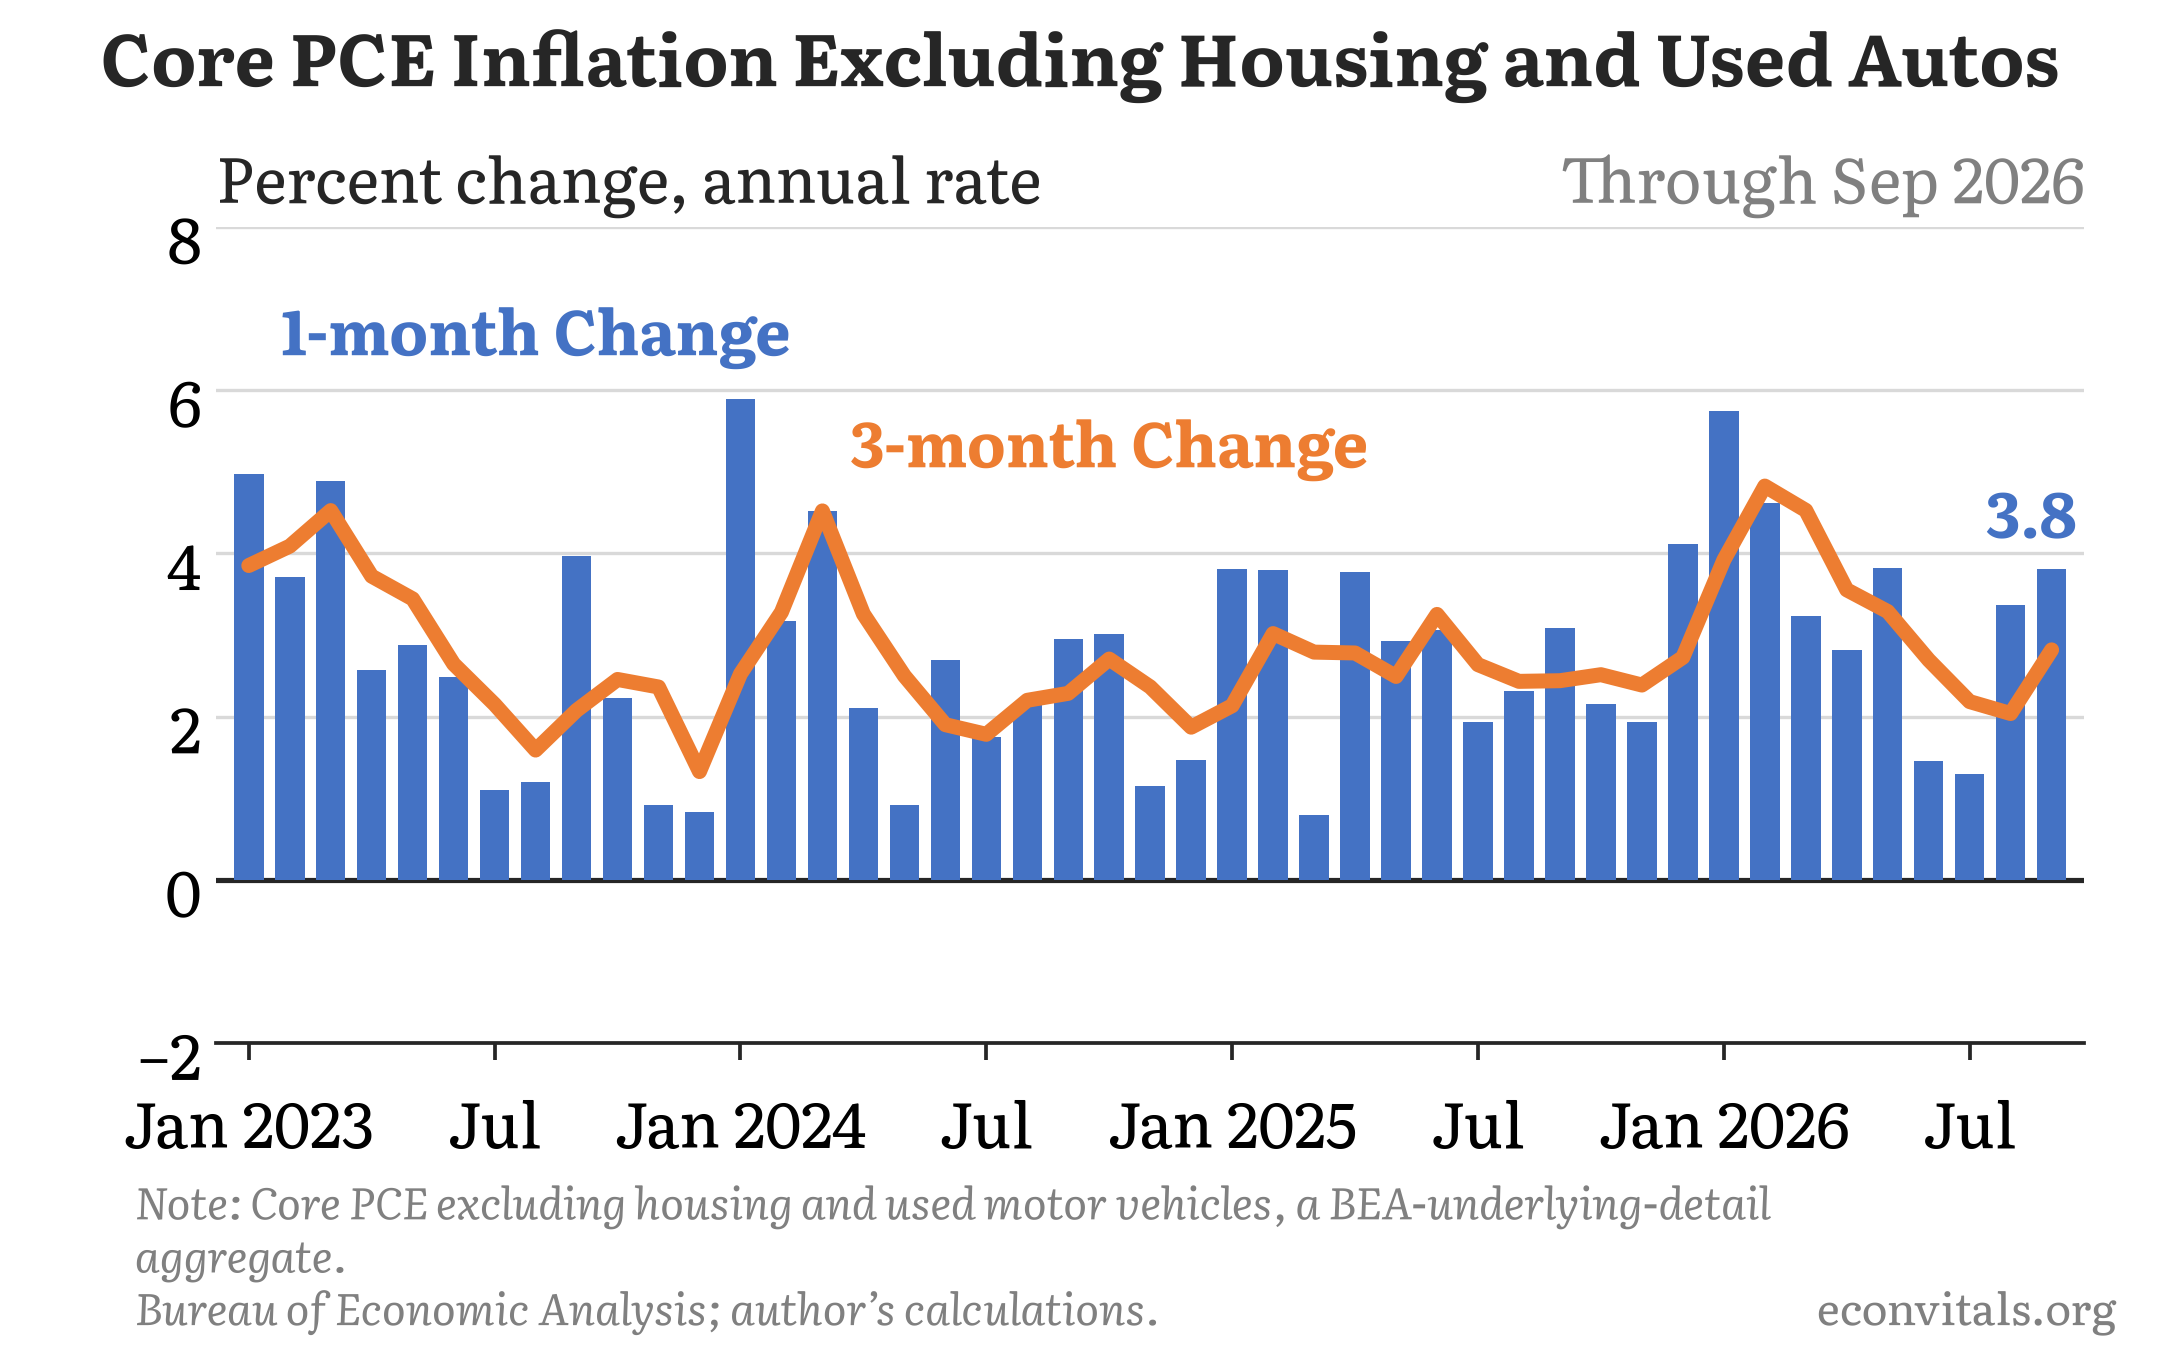 Core PCE Inflation Excluding Housing and Used Autos
Percent change, annual rate
Through Sep 2026
8
1-month Change
6
3-month Change
3.8
4
2
0
−2
Jan 2023
Jul
Jan 2024
Jul
Jan 2025
Jul
Jan 2026
Jul
Note: Core PCE excluding housing and used motor vehicles, a BEA-underlying-detail
aggregate.
Bureau of Economic Analysis; author’s calculations.
econvitals.org